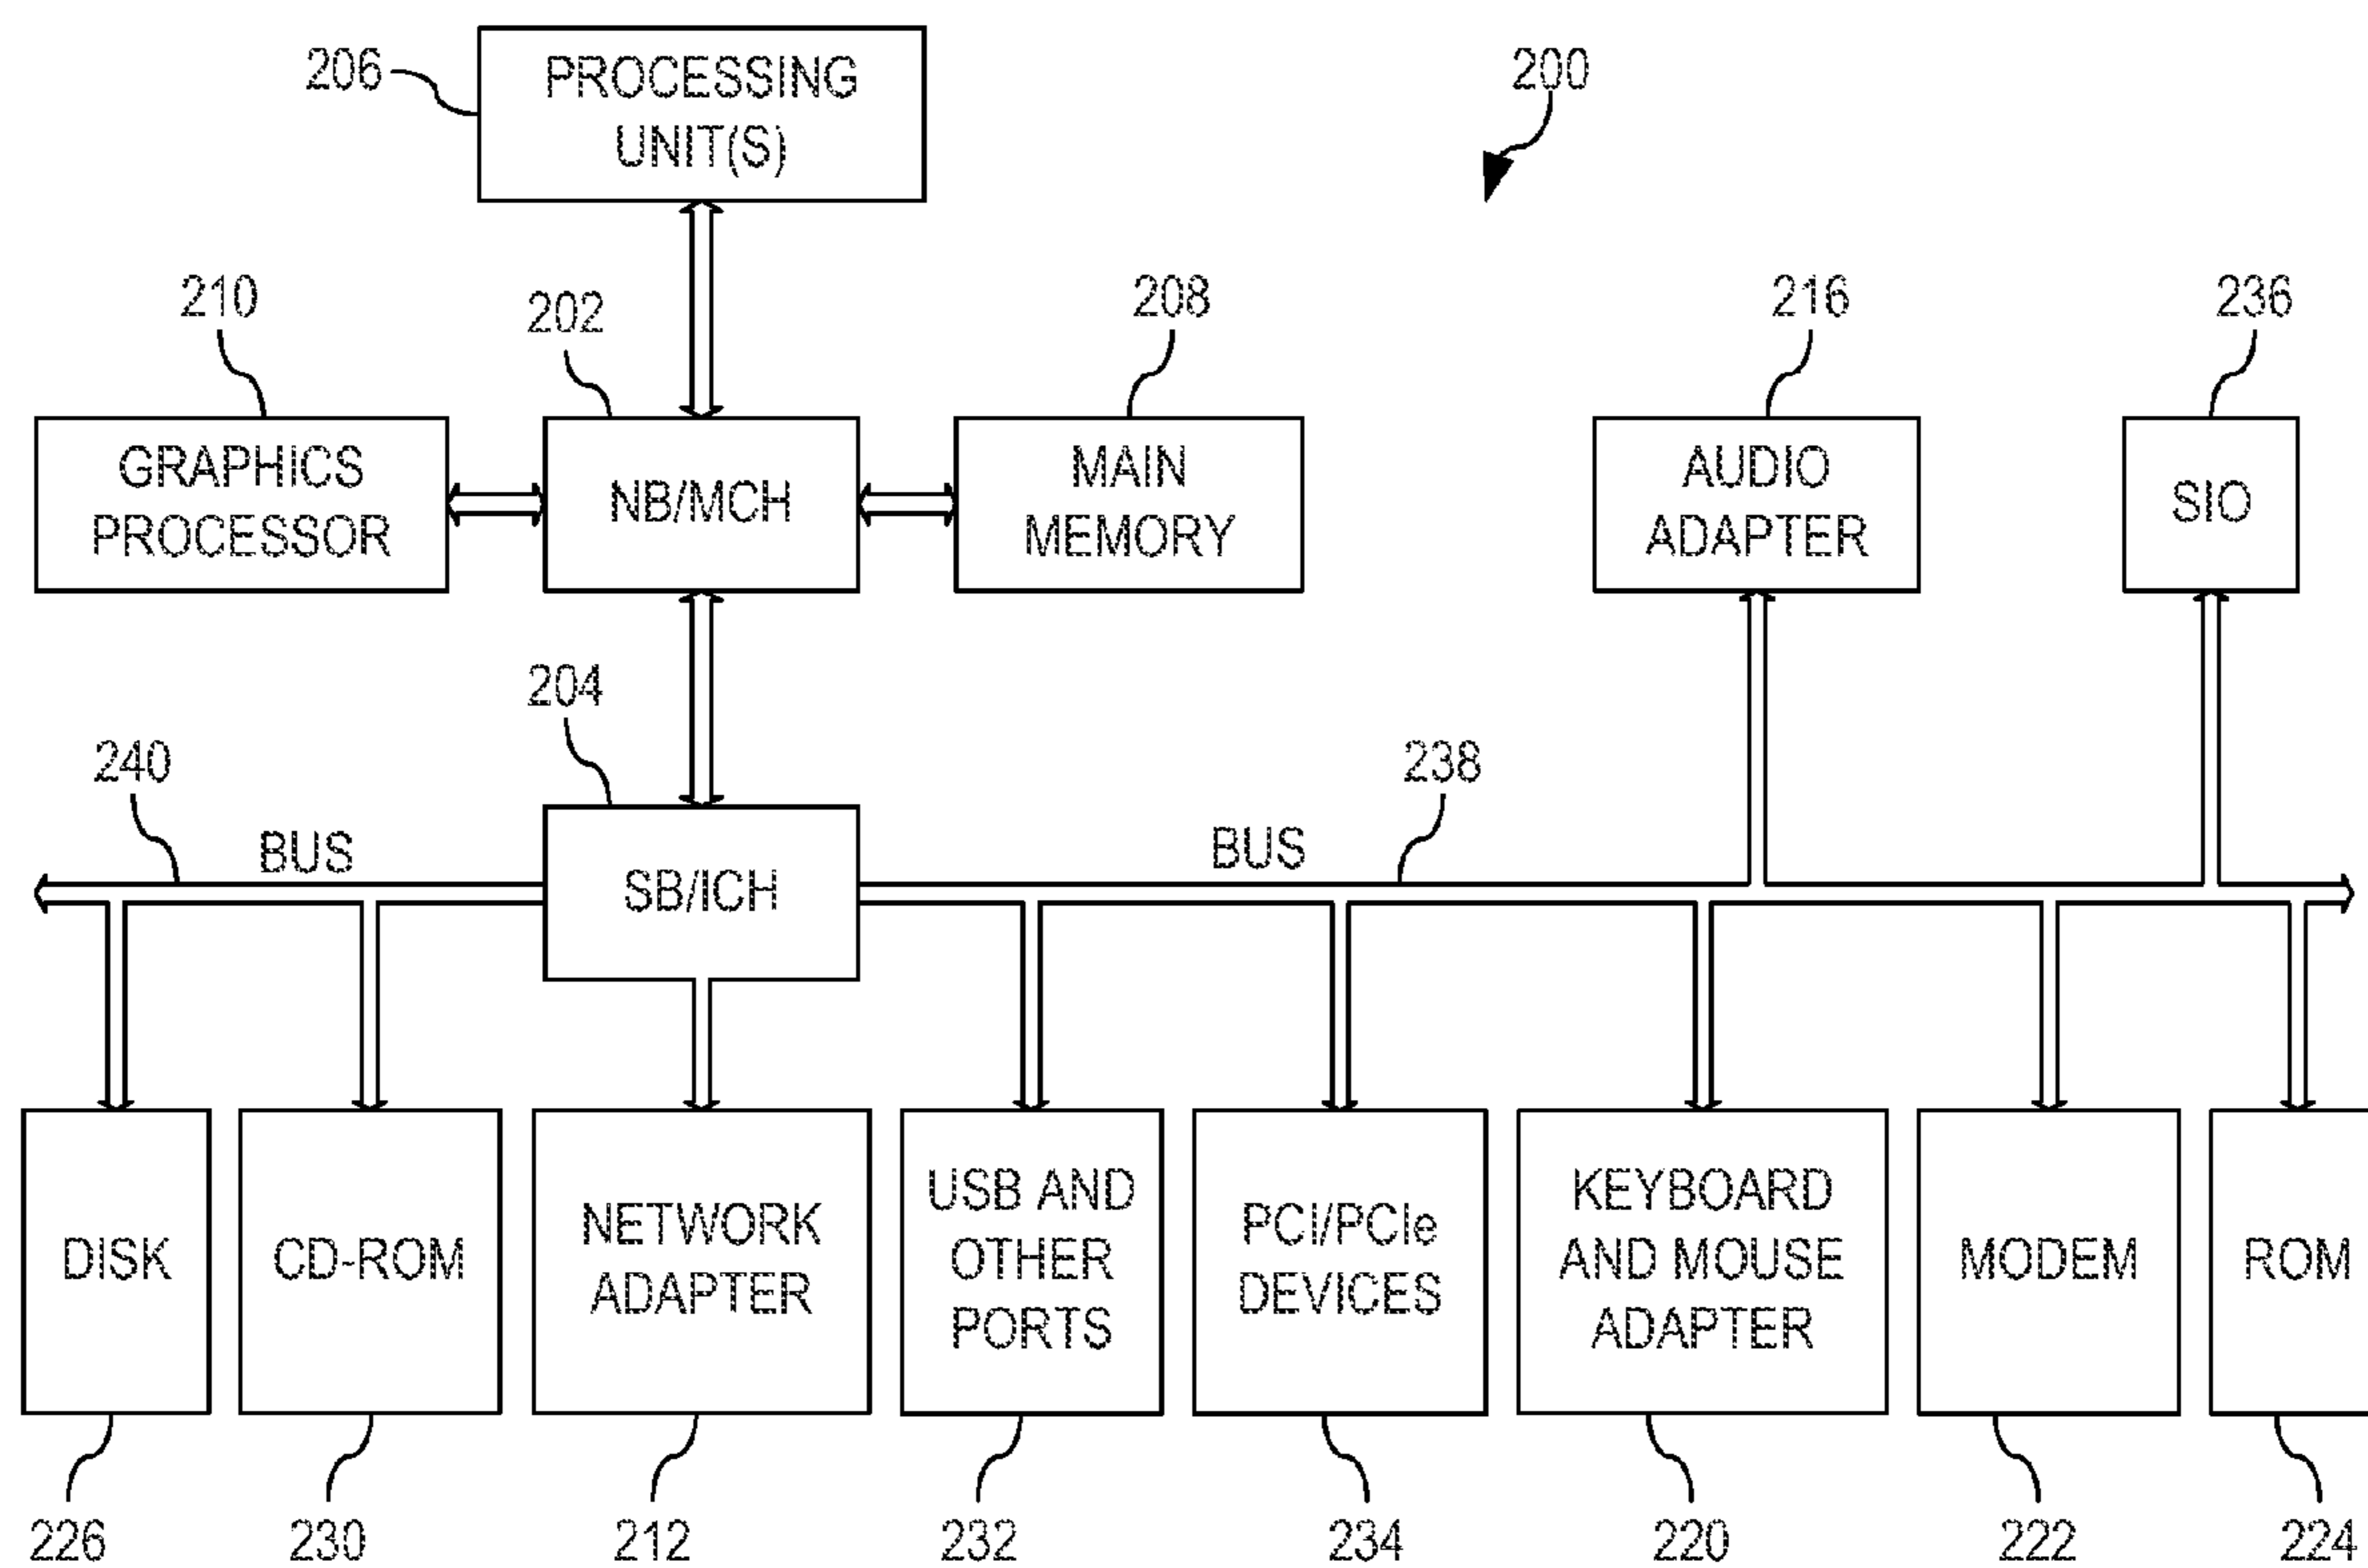 206
PROCESSING
UNIT(S)
200
210
202
208
216
236
GRAPHICS
PROCESSOR
NB/MCH
MAIN
MEMORY
AUDIO
ADAPTER
SIO
204
240
238
BUS
SB/ICH
BUS
DISK
CD-ROM
NETWORK
ADAPTER
USB AND
OTHER
PORTS
PCI/PCIe
DEVICES
KEYBOARD
AND MOUSE
ADAPTER
MODEM
ROM
226
230
212
232
234
220
222
224